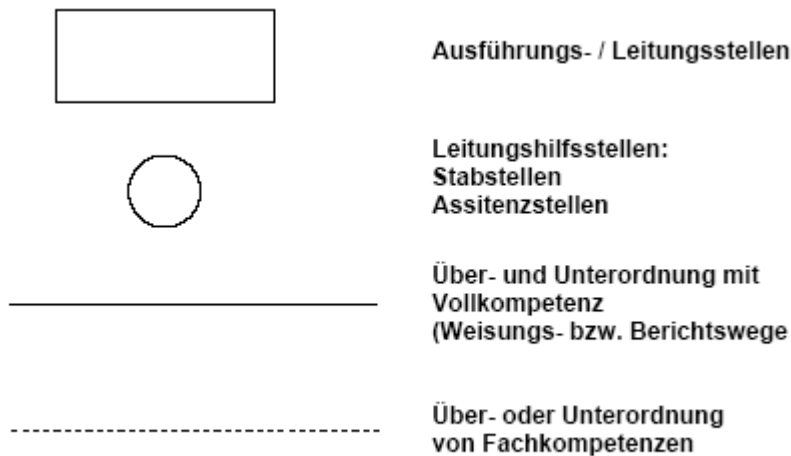 Ausführungs- / Leitungsstellen
Leitungshilfsstellen:
Stabstellen
Assitenzstellen
Über- und Unterordnung mit
Vollkompetenz
(Weisungs- bzw. Berichtswege
Über- oder Unterordnung
von Fachkompetenzen